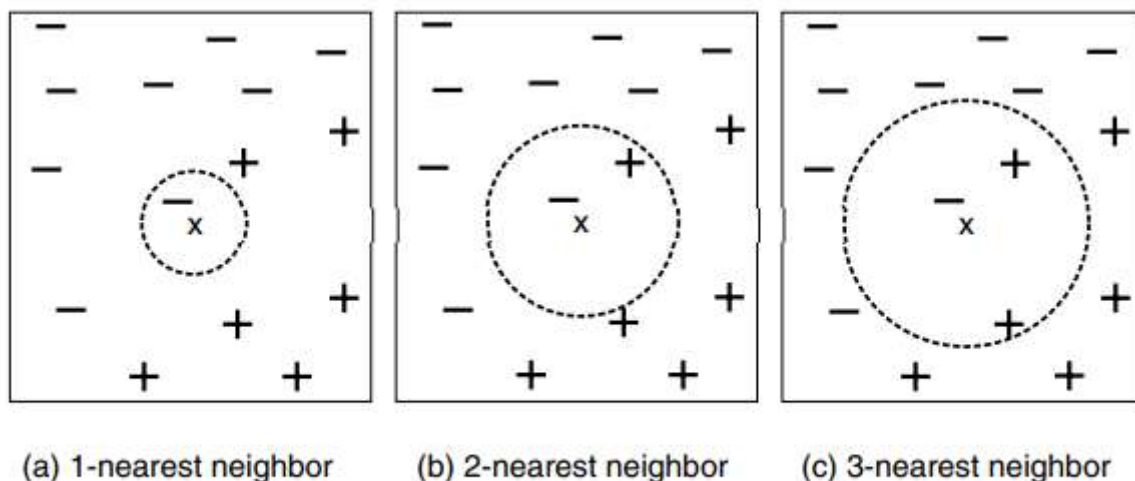 x
x
x
(a) 1-nearest neighbor
(b) 2-nearest neighbor
(c) 3-nearest neighbor